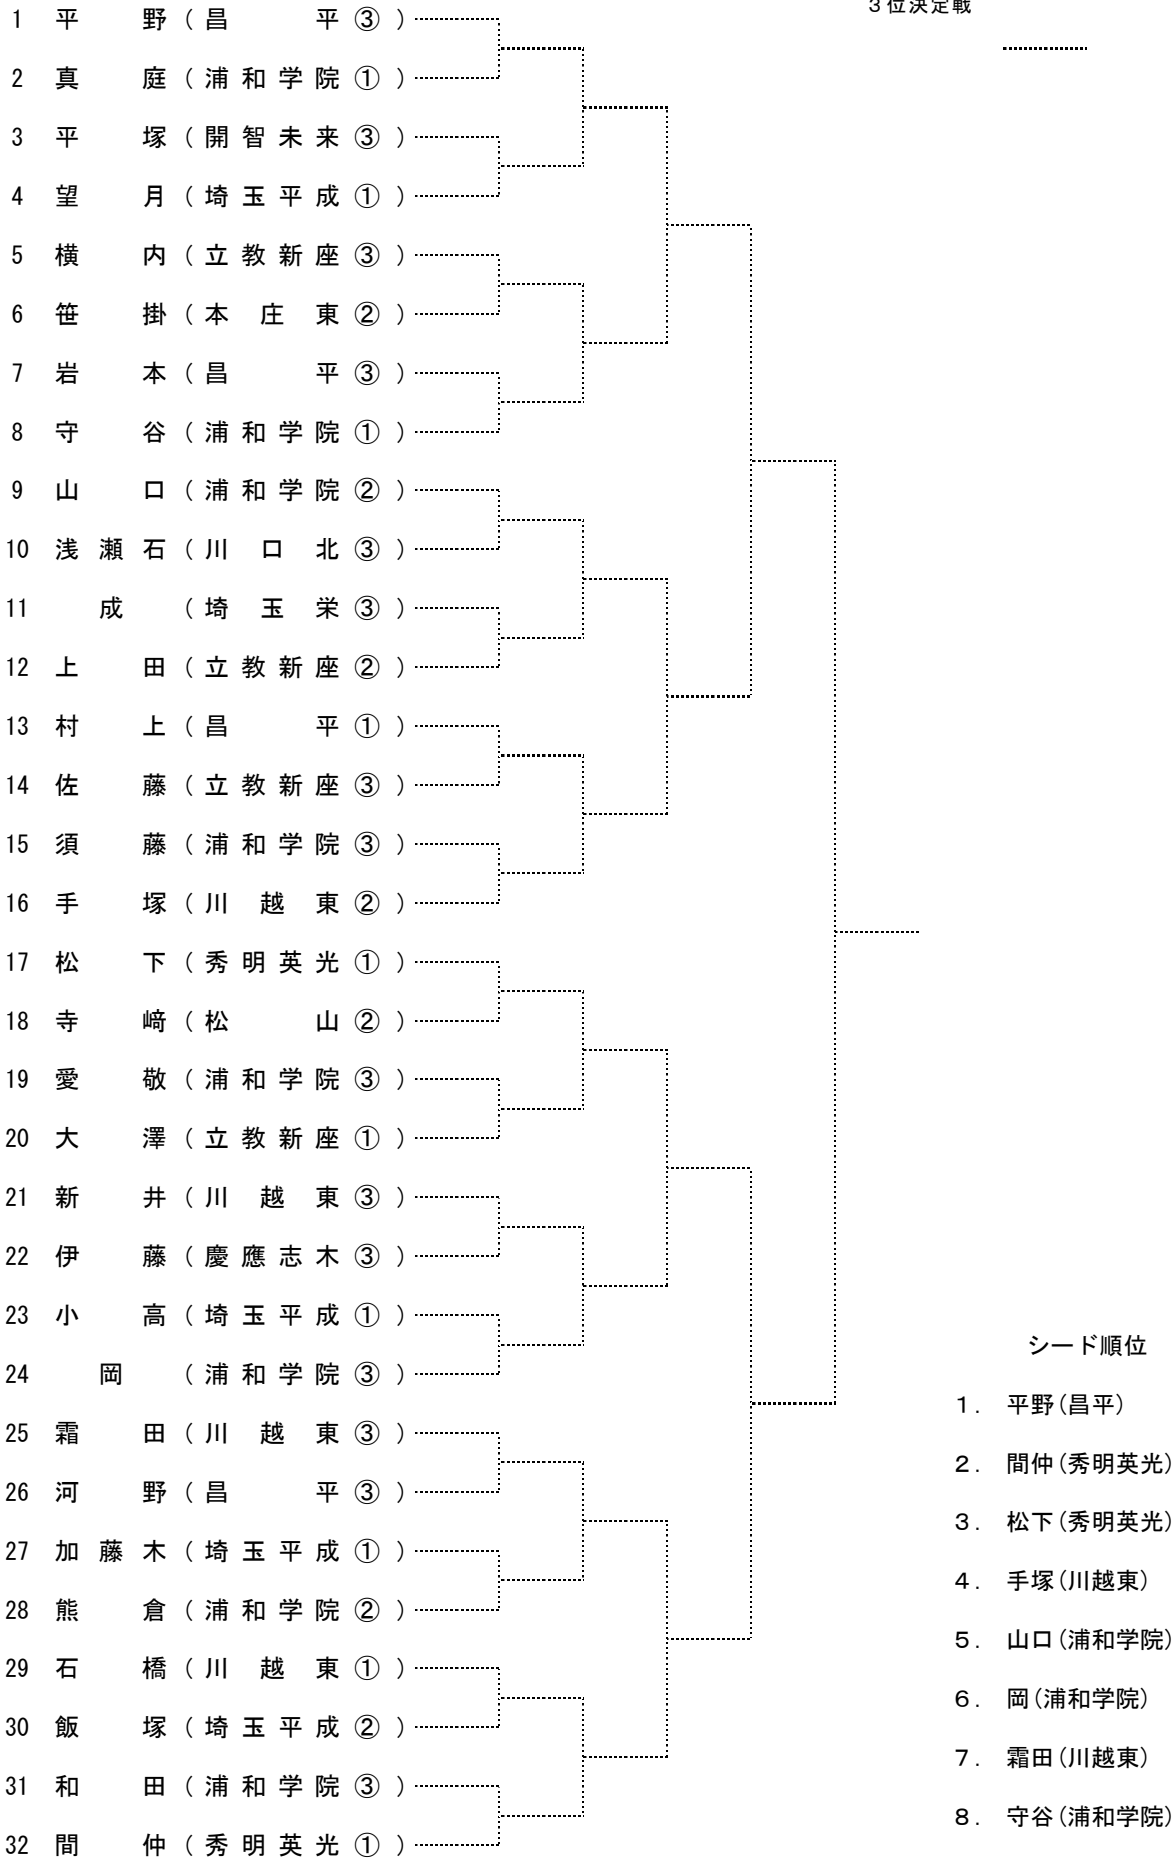 3位決定戦
1 平野（昌平③）
2 真庭（浦和学院①）
3 平塚（開智未来③）
4 望月（埼玉平成①）
5 横内（立教新座③）
6 笹掛（本庄東②）
7 岩本（昌平③）
8 守谷（浦和学院①）
9 山口（浦和学院②）
10 浅瀬石（川口北③）
11 成（埼玉栄③）
12 上田（立教新座②）
13 村上（昌平①）
14 佐藤（立教新座③）
15 須藤（浦和学院③）
16 手塚（川越東②）
17 松下（秀明英光①）
18 寺﨑（松山②）
19 愛敬（浦和学院③）
20 大澤（立教新座①）
21 新井（川越東③）
22 伊藤（慶應志木③）
23 小高（埼玉平成①）
24 岡（浦和学院③）
25 霜田（川越東③）
26 河野（昌平③）
27 加藤木（埼玉平成①）
28 熊倉（浦和学院②）
29 石橋（川越東①）
30 飯塚（埼玉平成②）
31 和田（浦和学院③）
32 間仲（秀明英光①）
シード順位
1. 平野(昌平)
2. 間仲(秀明英光)
3. 松下(秀明英光)
4. 手塚(川越東)
5. 山口(浦和学院)
6. 岡(浦和学院)
7. 霜田(川越東)
8. 守谷(浦和学院)